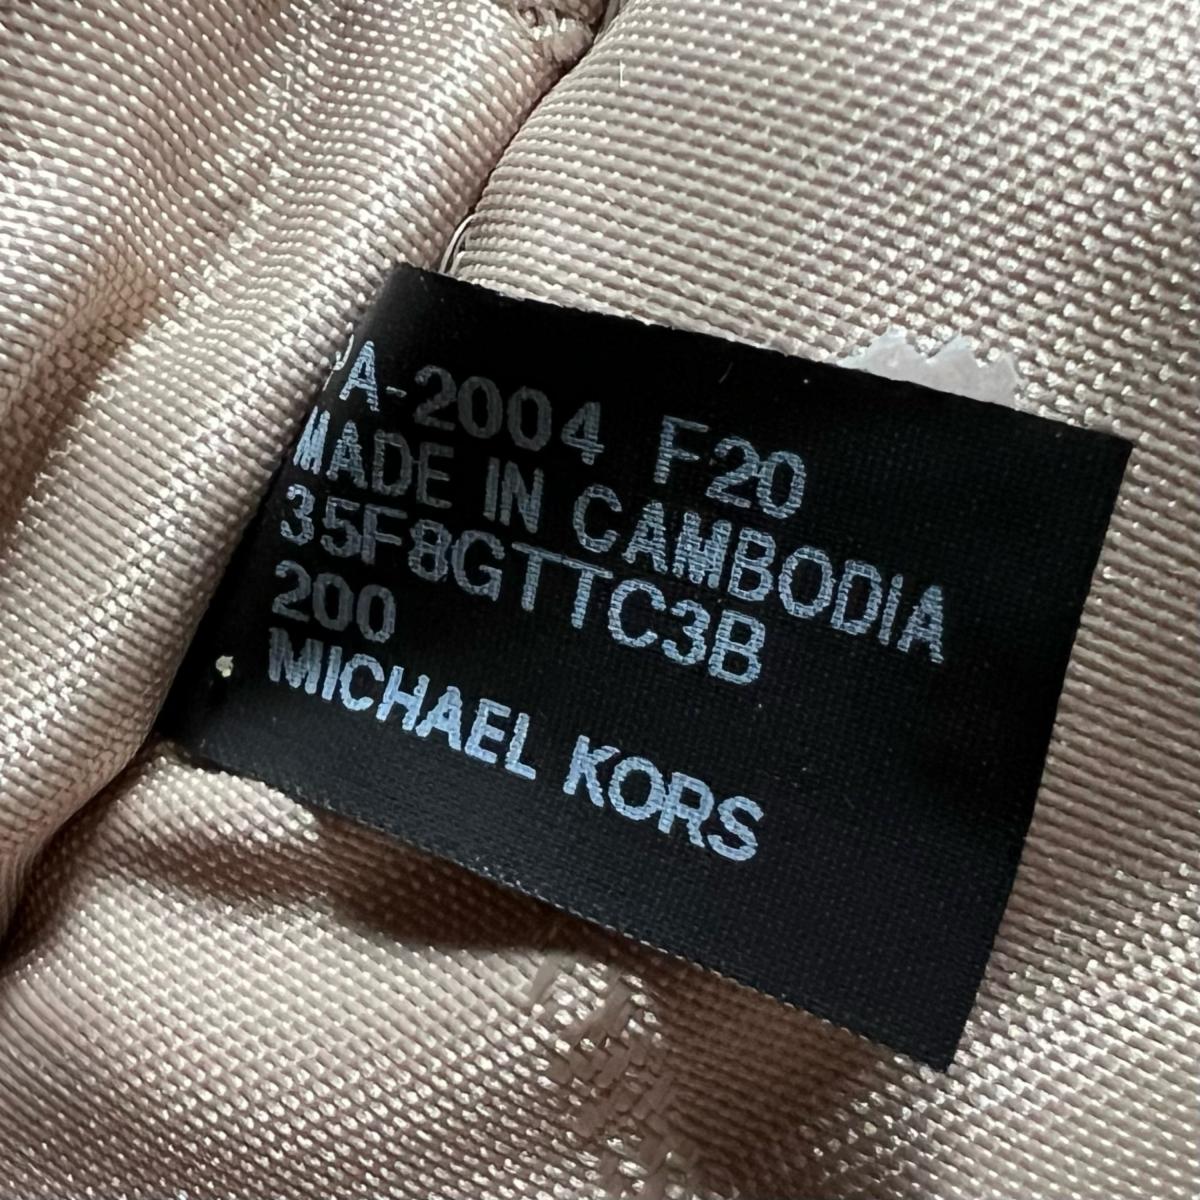 PA-2004 F20
MADE IN CAMBODIA
35F8GTTC3B
200
MICHAEL KORS